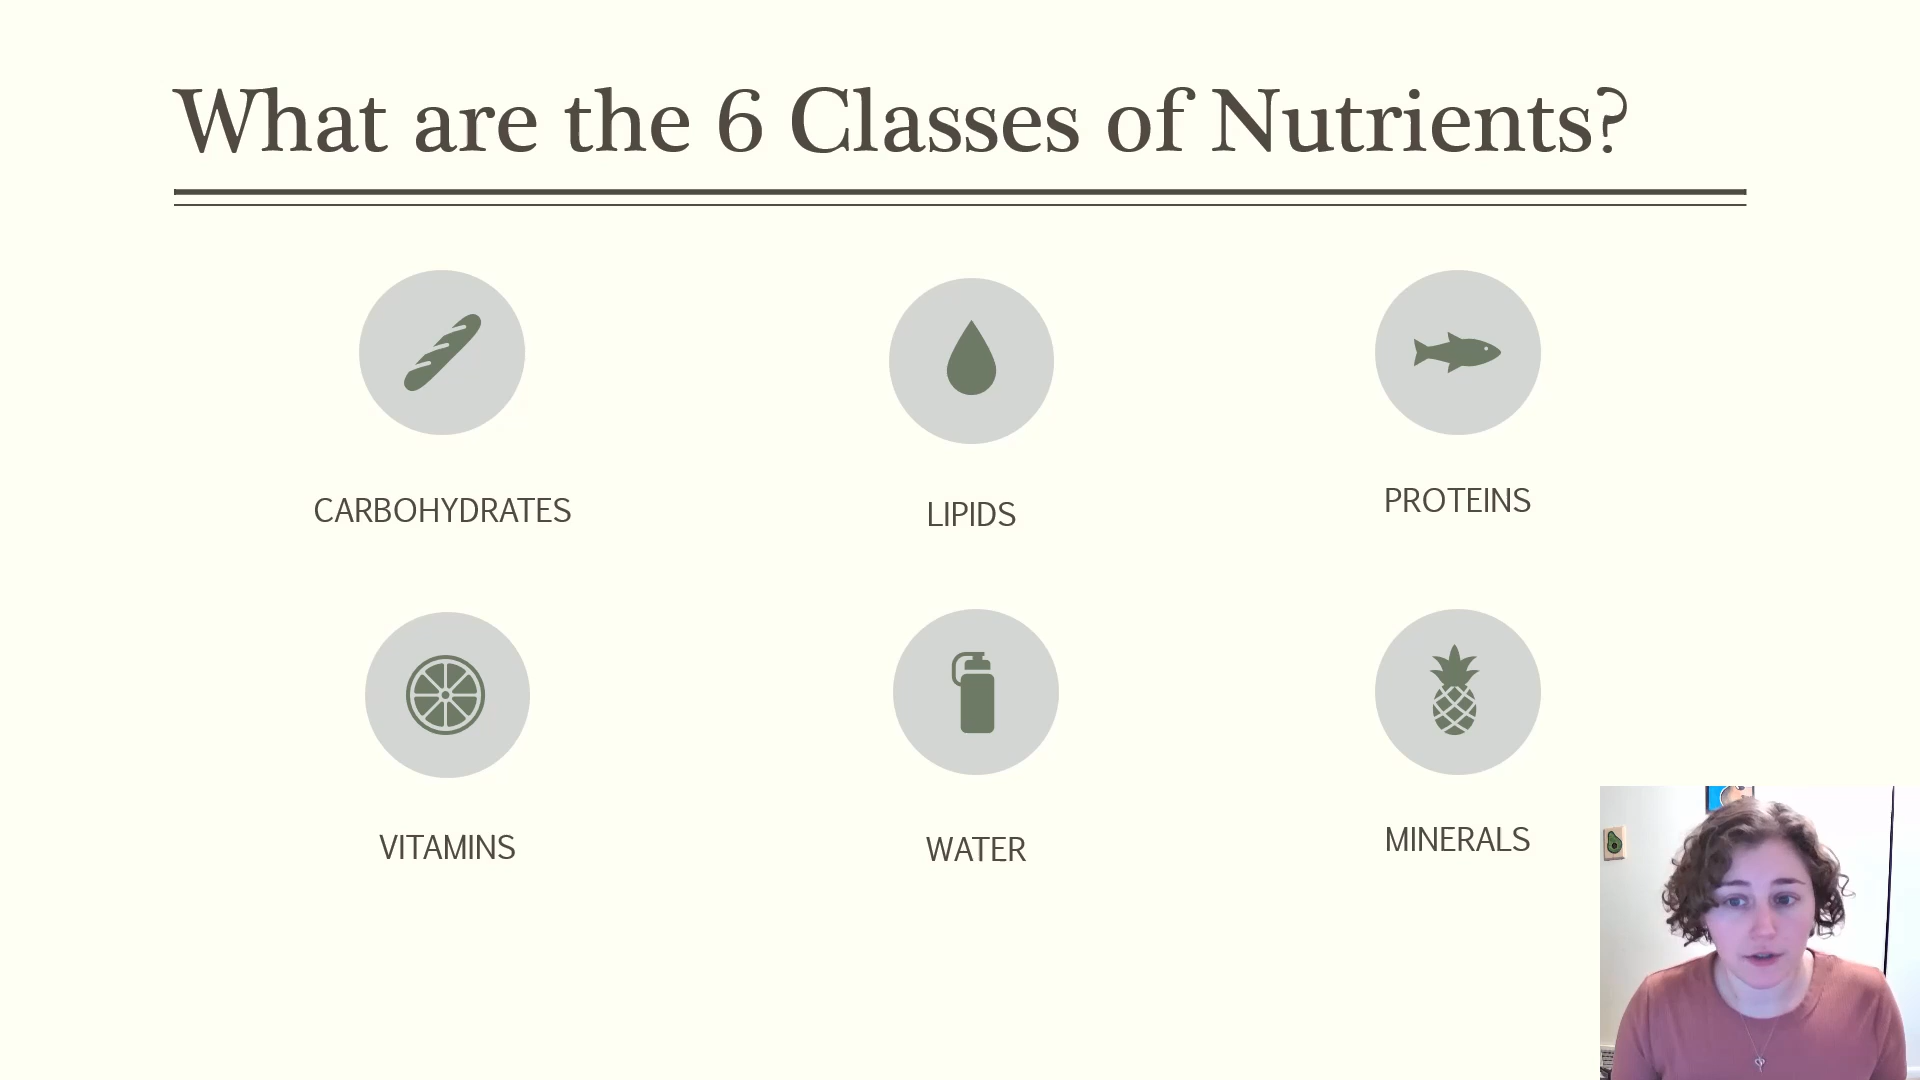 What are the 6 Classes of Nutrients?
CARBOHYDRATES
LIPIDS
PROTEINS
VITAMINS
WATER
MINERALS